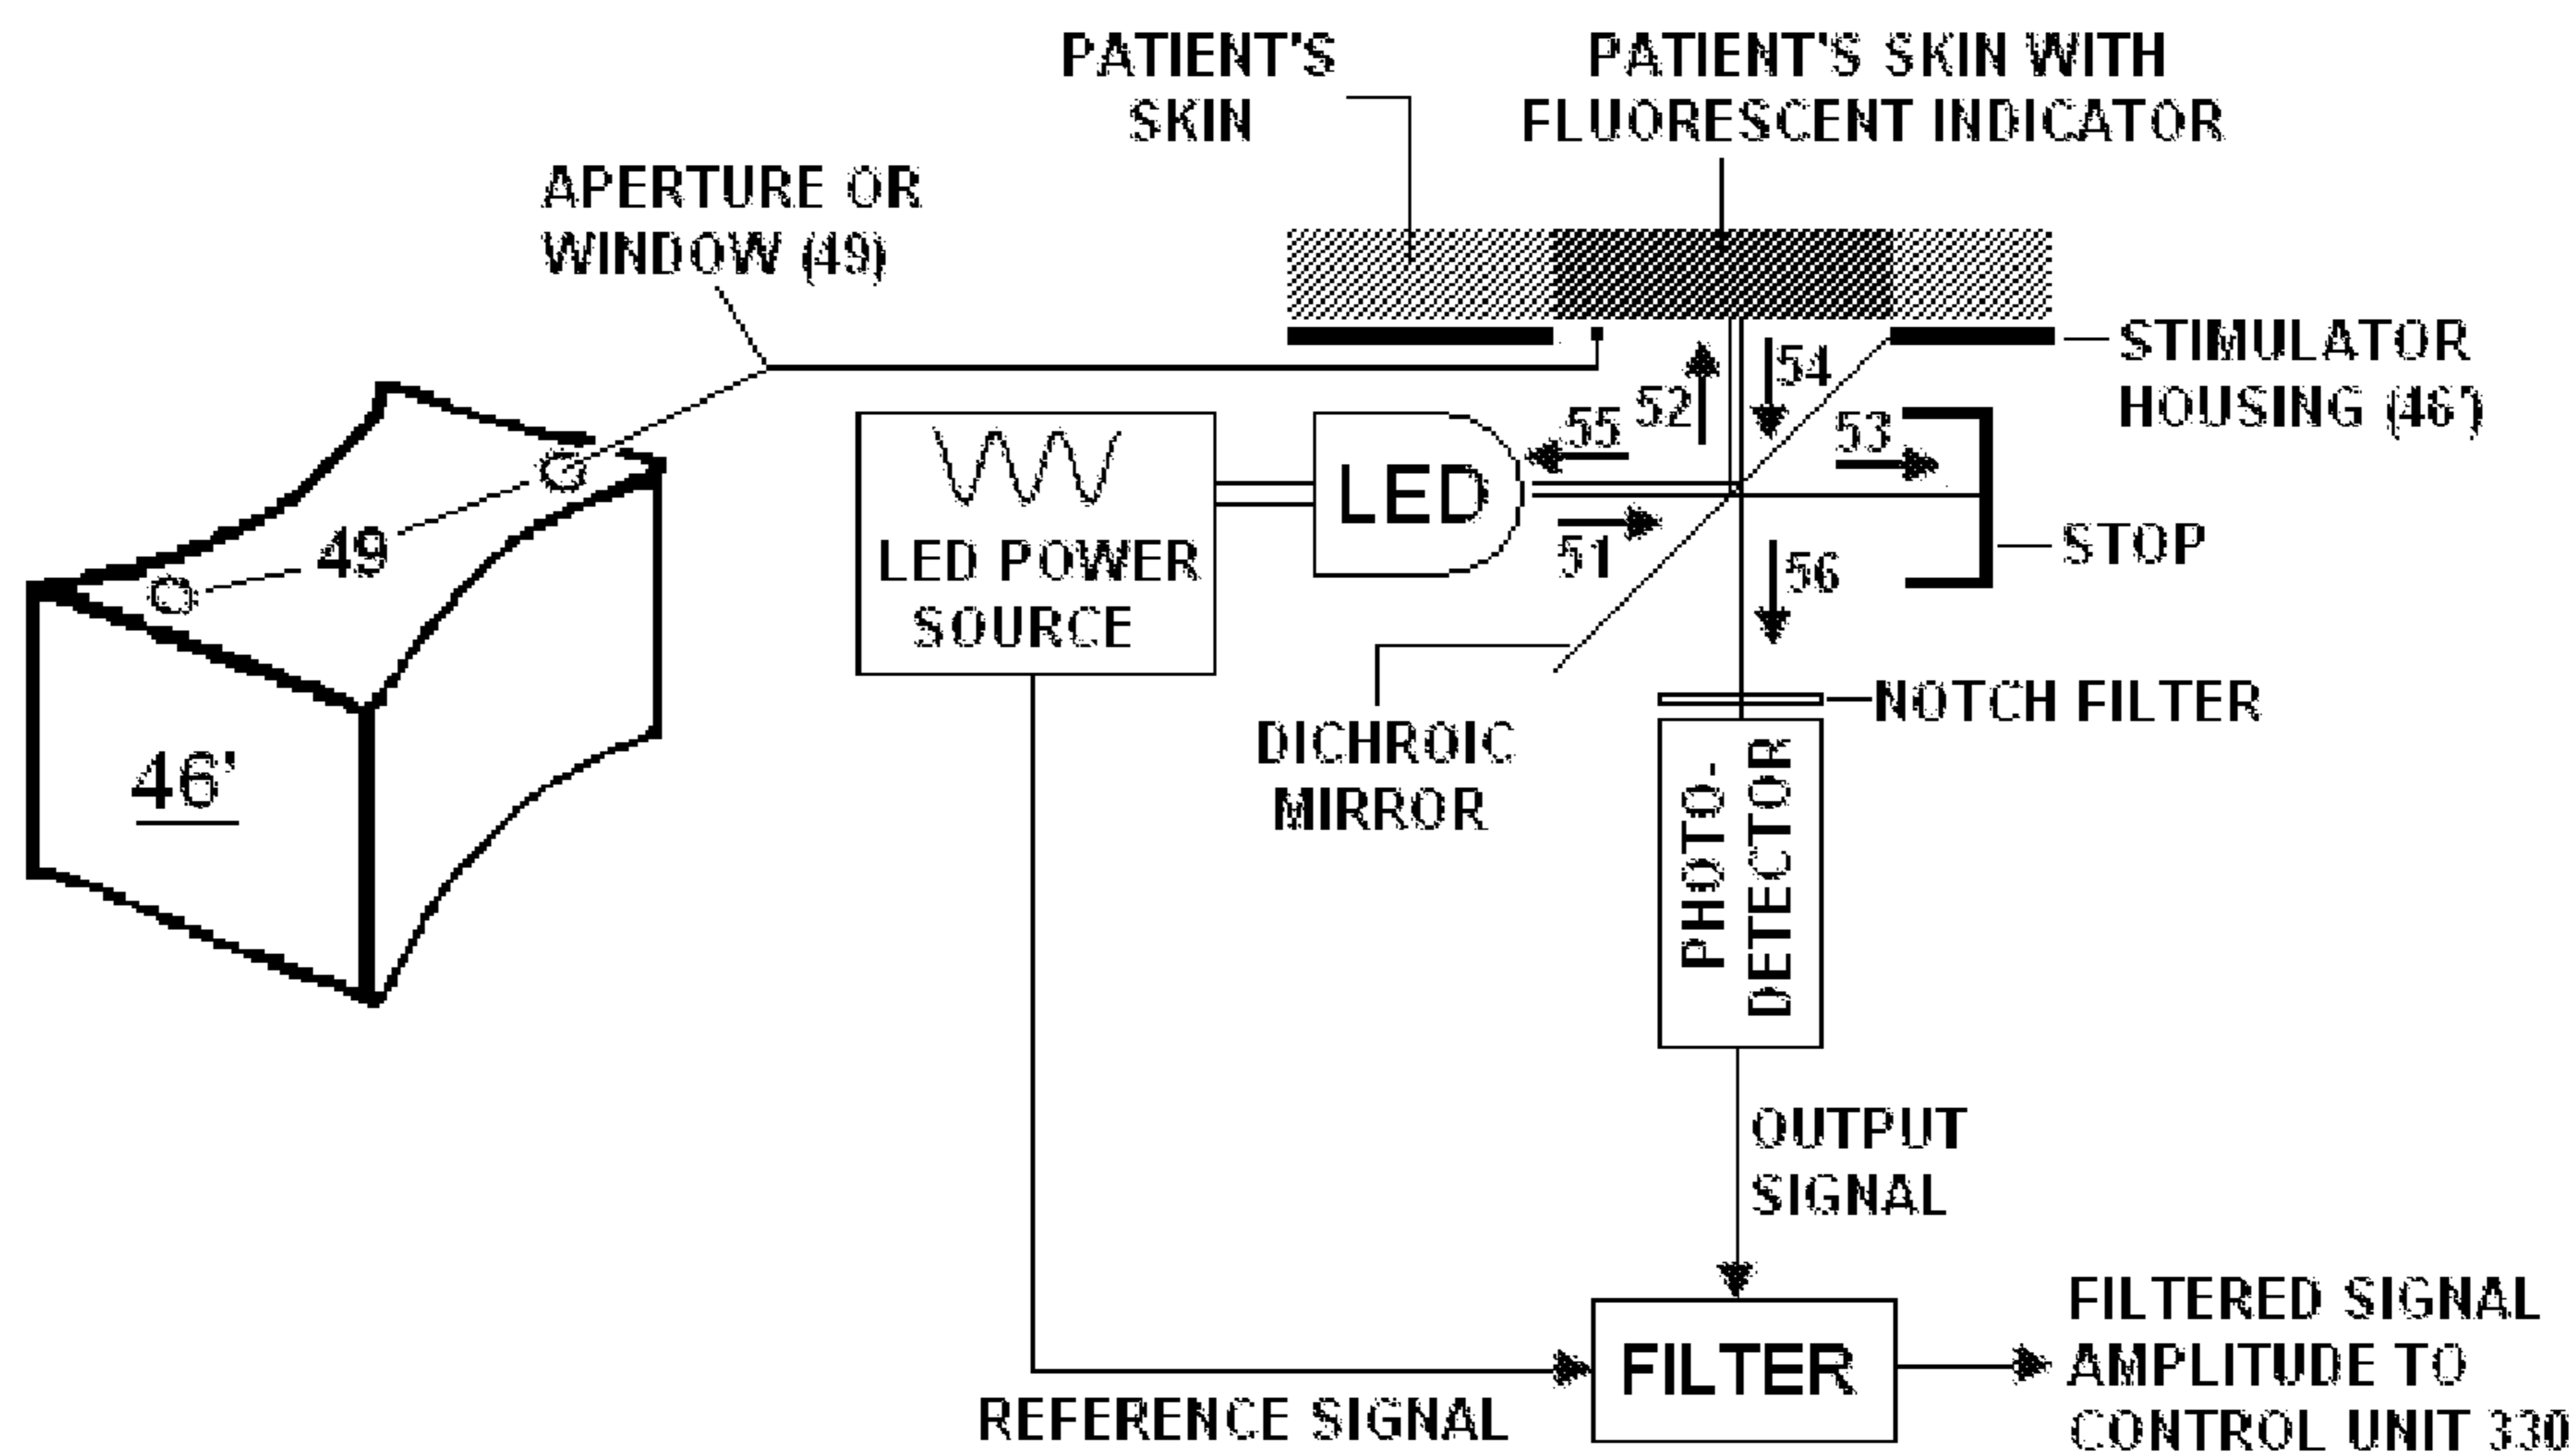 PATIENT'S
SKIN
PATIENT'S SKIN WITH
FLUORESCENT INDICATOR
APERTURE OR
WINDOW (49)
STIMULATOR
HOUSING (46')
54
52
55
53
LED
51
LED POWER
SOURCE
STOP
56
49
46'
NOTCH FILTER
DICHROIC
MIRROR
PHOTO-
DETECTOR
OUTPUT
SIGNAL
FILTER
REFERENCE SIGNAL
FILTERED SIGNAL
AMPLITUDE TO
CONTROL UNIT 330